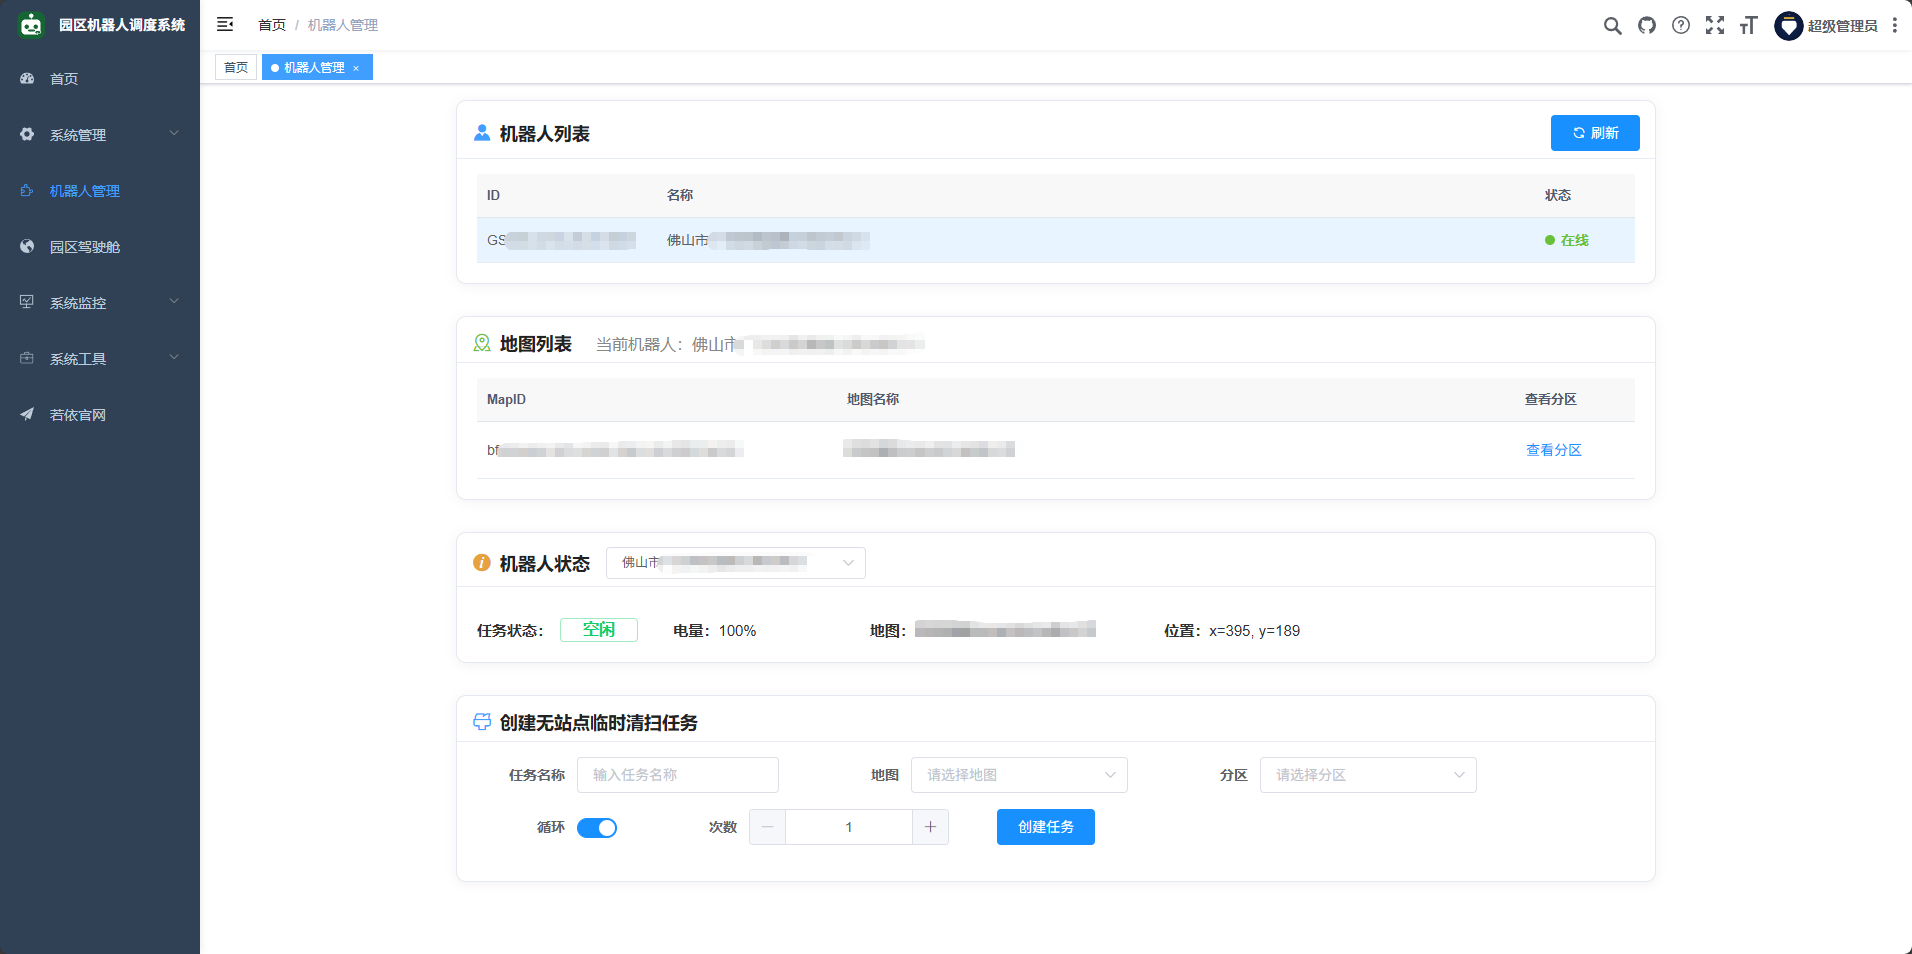 园区机器人调度系统
首页 / 机器人管理
超级管理员
首页
机器人管理 ×
首页
系统管理
机器人管理
园区驾驶舱
系统监控
系统工具
若依官网
机器人列表
刷新
ID 名称 状态
GS 佛山市 在线
地图列表 当前机器人：佛山市
MapID 地图名称 查看分区
bf 查看分区
机器人状态 佛山市
任务状态： 空闲 电量：100% 地图： 位置：x=395, y=189
创建无站点临时清扫任务
任务名称 输入任务名称 地图 请选择地图 分区 请选择分区
循环 次数 1 创建任务